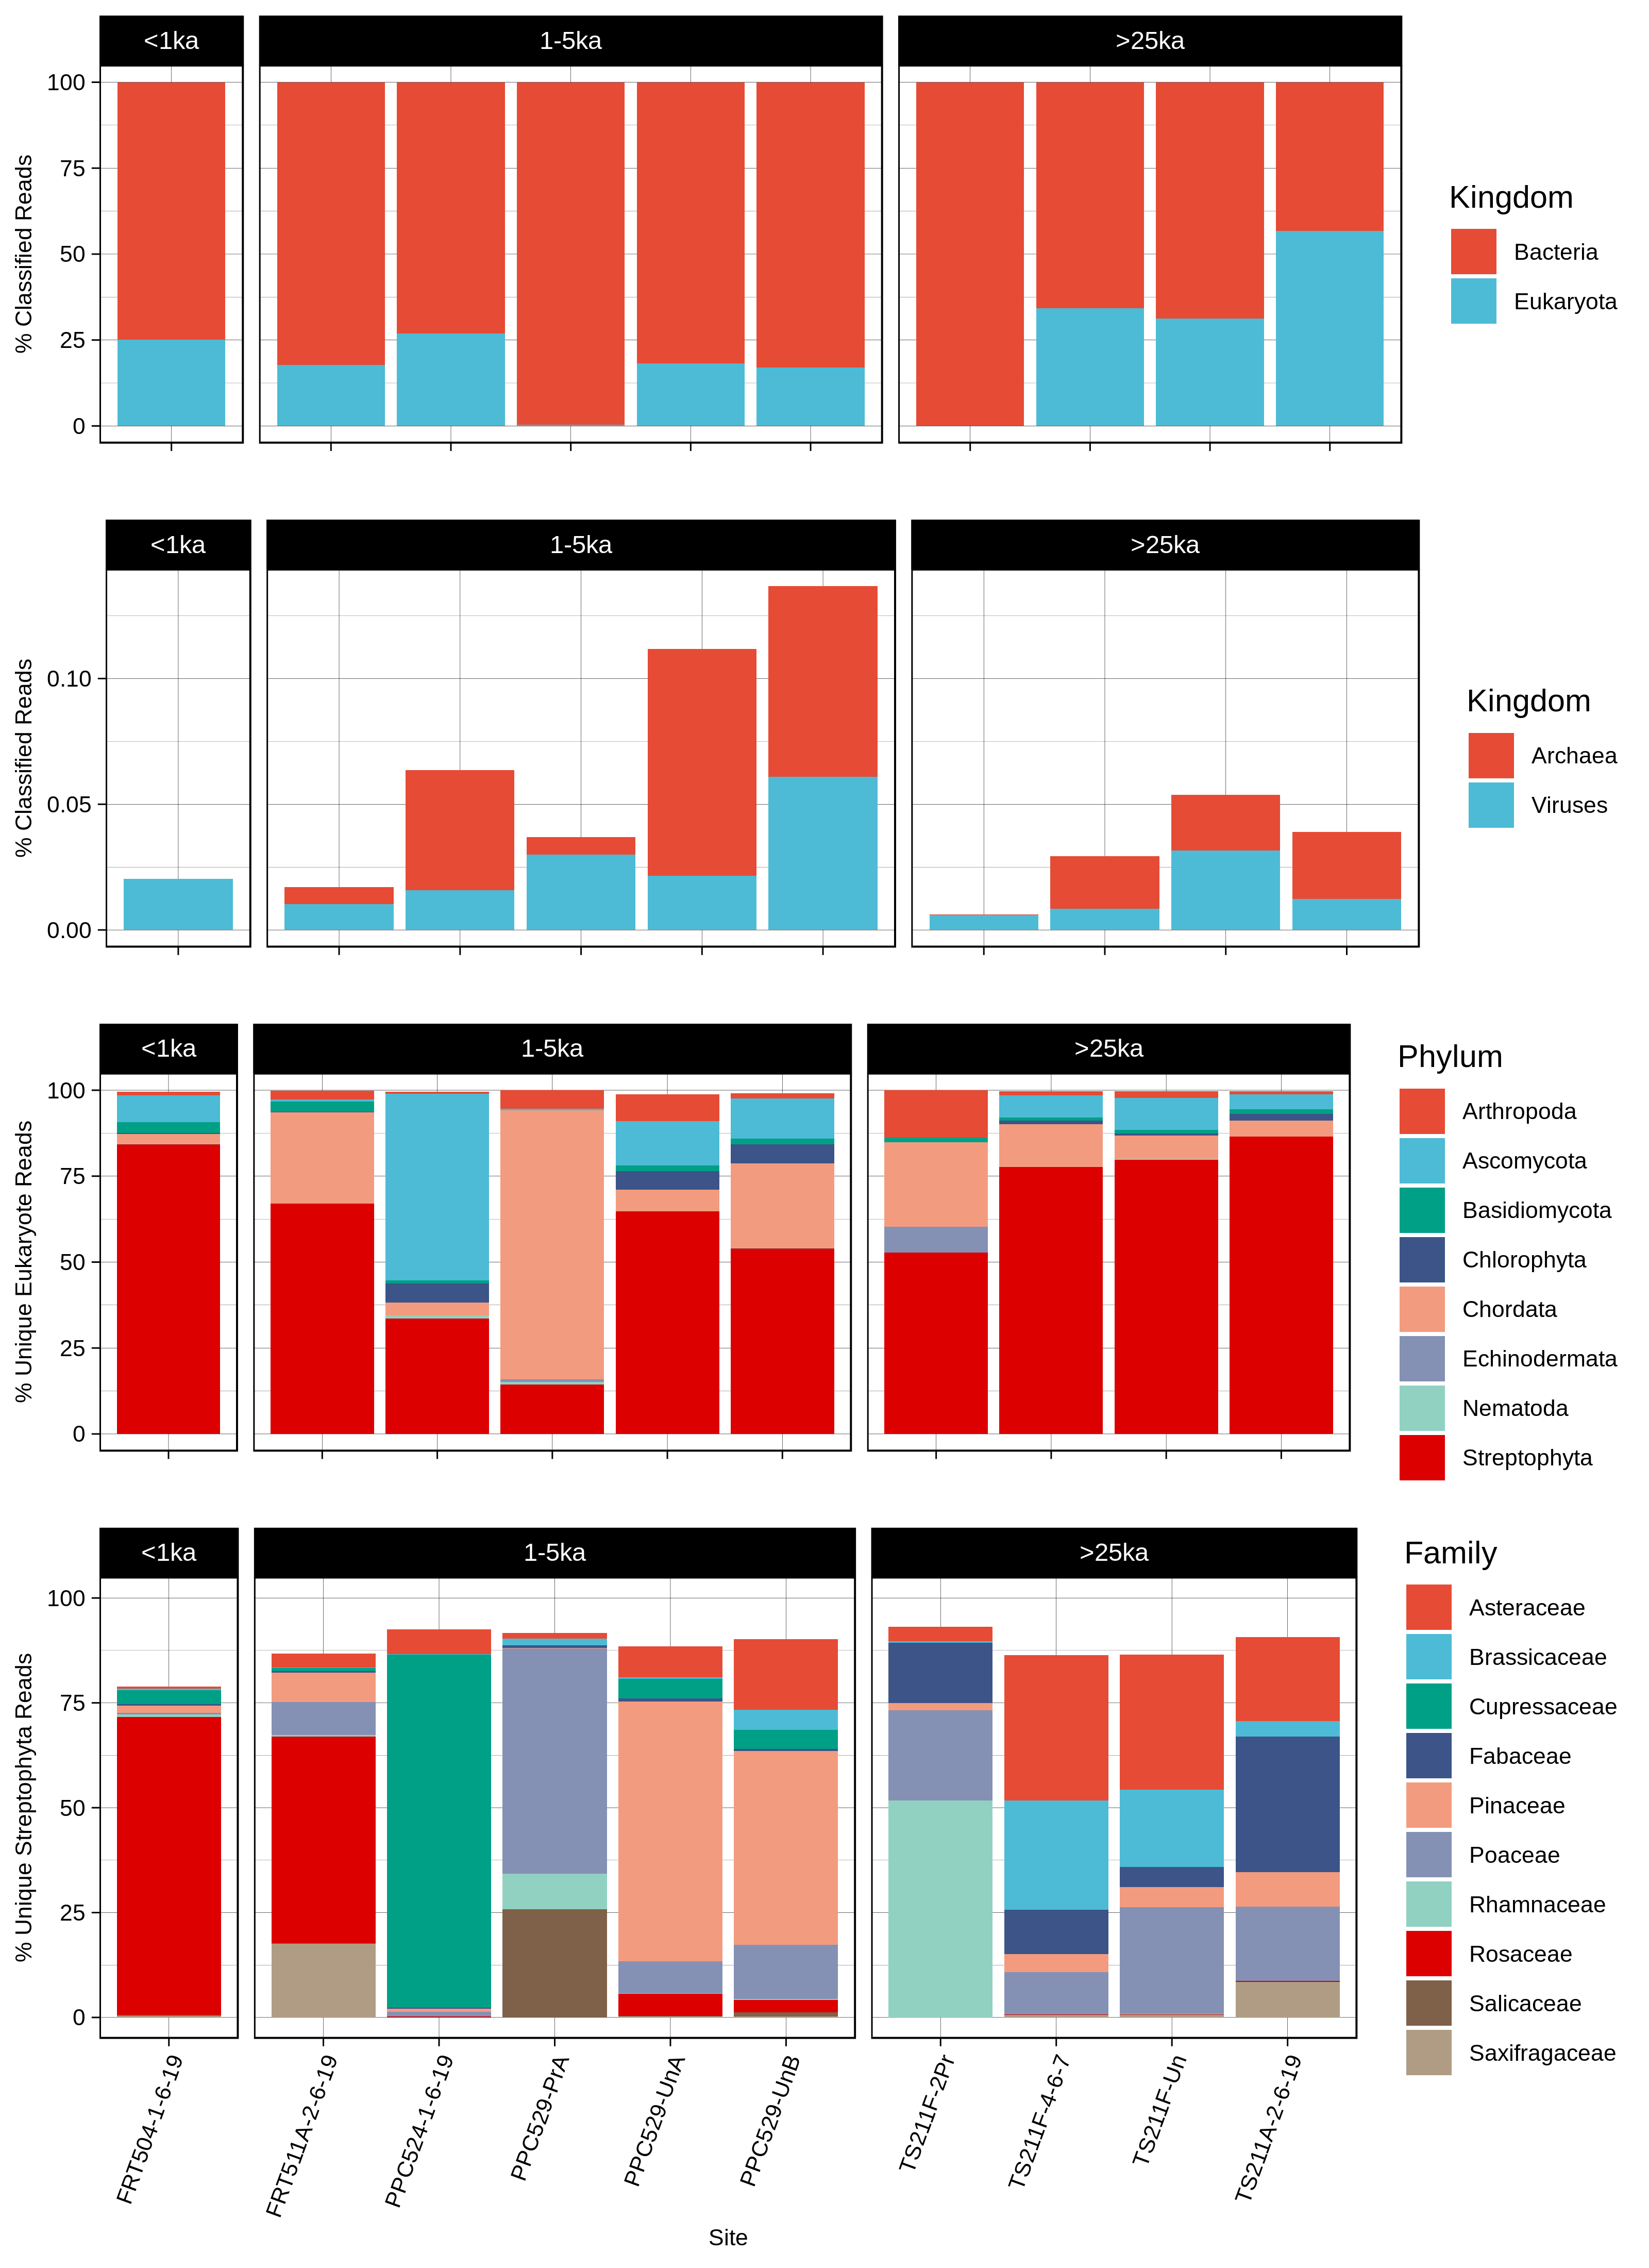 <1ka
1-5ka
>25ka
% Classified Reads
100
75
50
25
0
Kingdom
Bacteria
Eukaryota
<1ka
1-5ka
>25ka
% Classified Reads
0.10
0.05
0.00
Kingdom
Archaea
Viruses
<1ka
1-5ka
>25ka
% Unique Eukaryote Reads
100
75
50
25
0
Phylum
Arthropoda
Ascomycota
Basidiomycota
Chlorophyta
Chordata
Echinodermata
Nematoda
Streptophyta
<1ka
1-5ka
>25ka
% Unique Streptophyta Reads
100
75
50
25
0
Family
Asteraceae
Brassicaceae
Cupressaceae
Fabaceae
Pinaceae
Poaceae
Rhamnaceae
Rosaceae
Salicaceae
Saxifragaceae
FRT504-1-6-19
FRT511A-2-6-19
PPC524-1-6-19
PPC529-PrA
PPC529-UnA
PPC529-UnB
TS211F-2Pr
TS211F-4-6-7
TS211F-Un
TS211A-2-6-19
Site